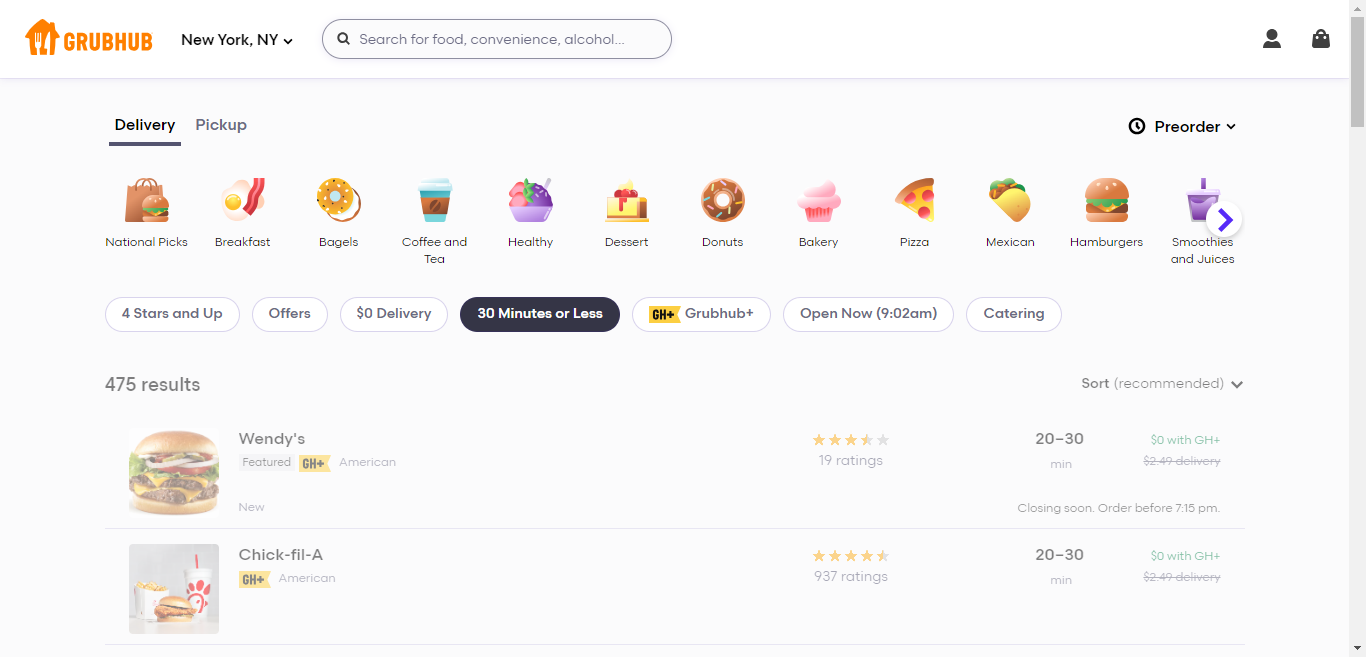 GRUBHUB
New York, NY
Search for food, convenience, alcohol...
Delivery
Pickup
Preorder
National Picks
Breakfast
Bagels
Coffee and
Tea
Healthy
Dessert
Donuts
Bakery
Pizza
Mexican
Hamburgers
Smoothies
and Juices
4 Stars and Up
Offers
$0 Delivery
30 Minutes or Less
GH+ Grubhub+
Open Now (9:02am)
Catering
475 results
Sort (recommended)
Wendy's
Featured GH+ American
New
19 ratings
20–30
min
$0 with GH+
$2.49 delivery
Closing soon. Order before 7:15 pm.
Chick-fil-A
GH+ American
937 ratings
20–30
min
$0 with GH+
$2.49 delivery